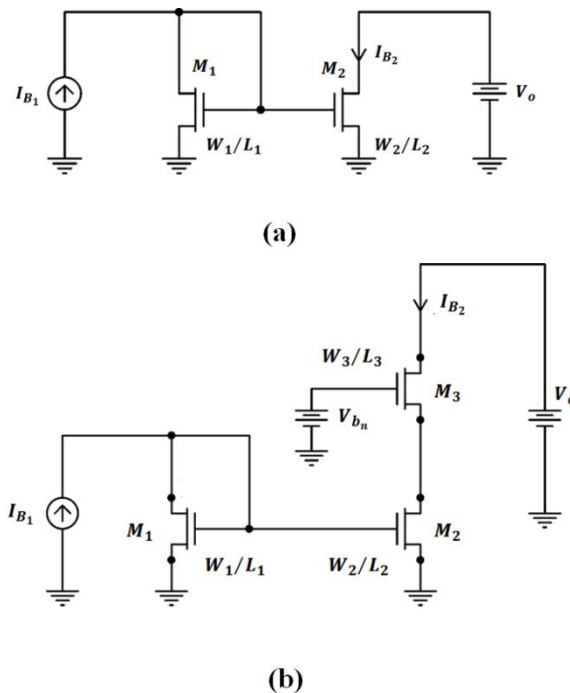 I_{B_1}
M_1
M_2
I_{B_2}
V_o
W_1/L_1
W_2/L_2
(a)
I_{B_2}
W_3/L_3
M_3
V_{b_n}
I_{B_1}
M_1
M_2
W_1/L_1
W_2/L_2
(b)